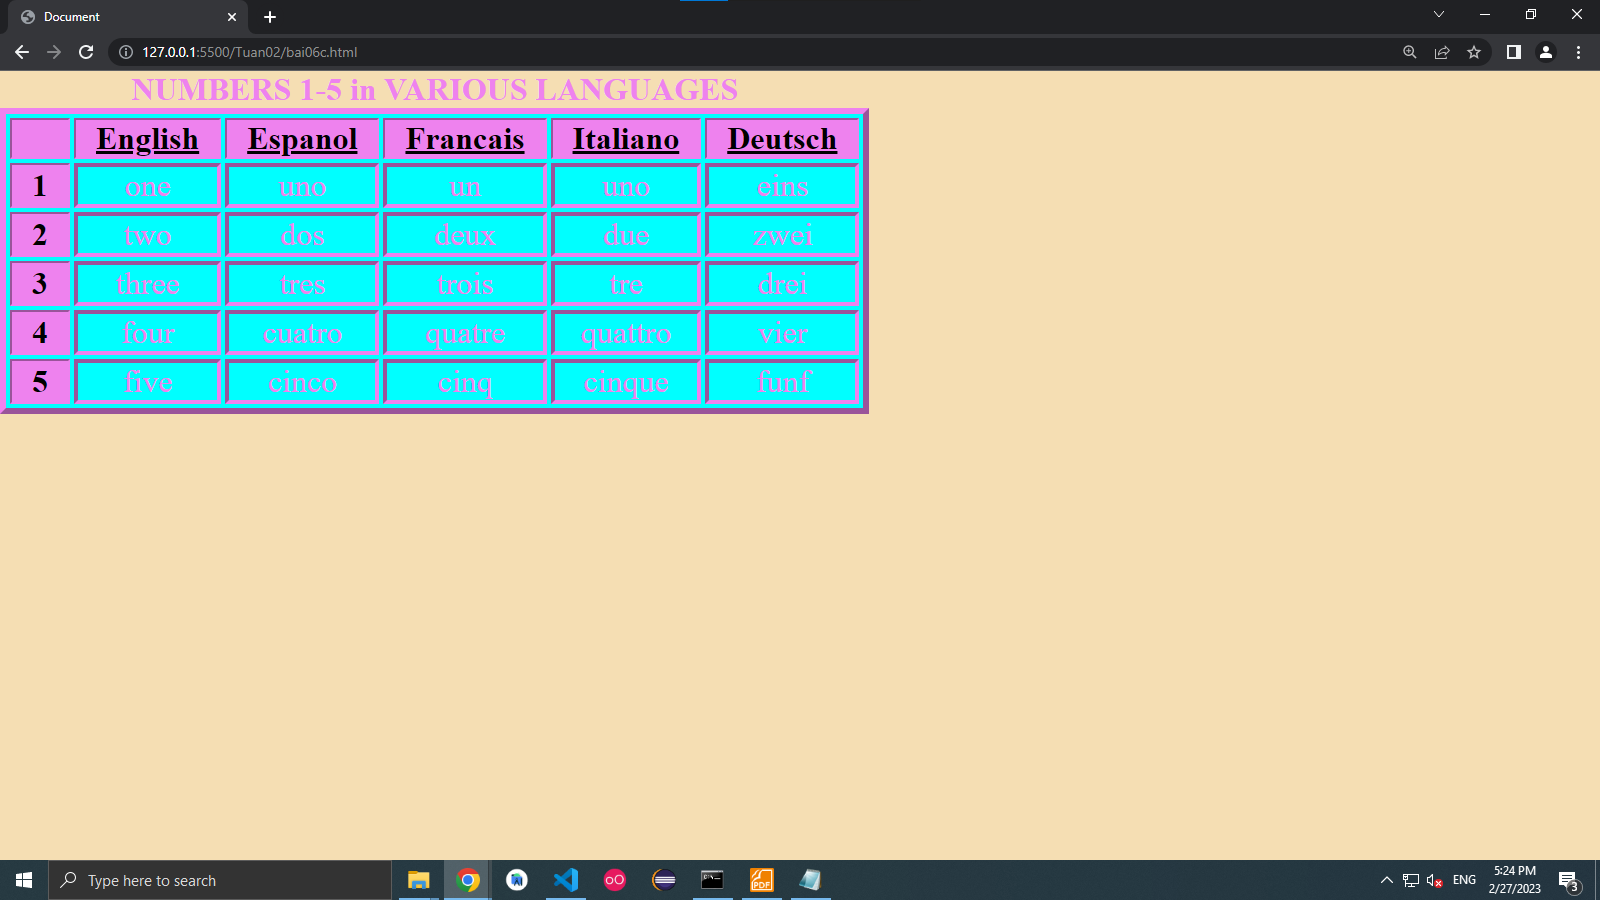 Document
127.0.0.1:5500/Tuan02/bai06c.html
NUMBERS 1-5 in VARIOUS LANGUAGES
English Espanol Francais Italiano Deutsch
1 one uno un uno eins
2 two dos deux due zwei
3 three tres trois tre drei
4 four cuatro quatre quattro vier
5 five cinco cinq cinque funf
Type here to search
AI
oO
C:\
PDF
ENG
5:24 PM
2/27/2023
3